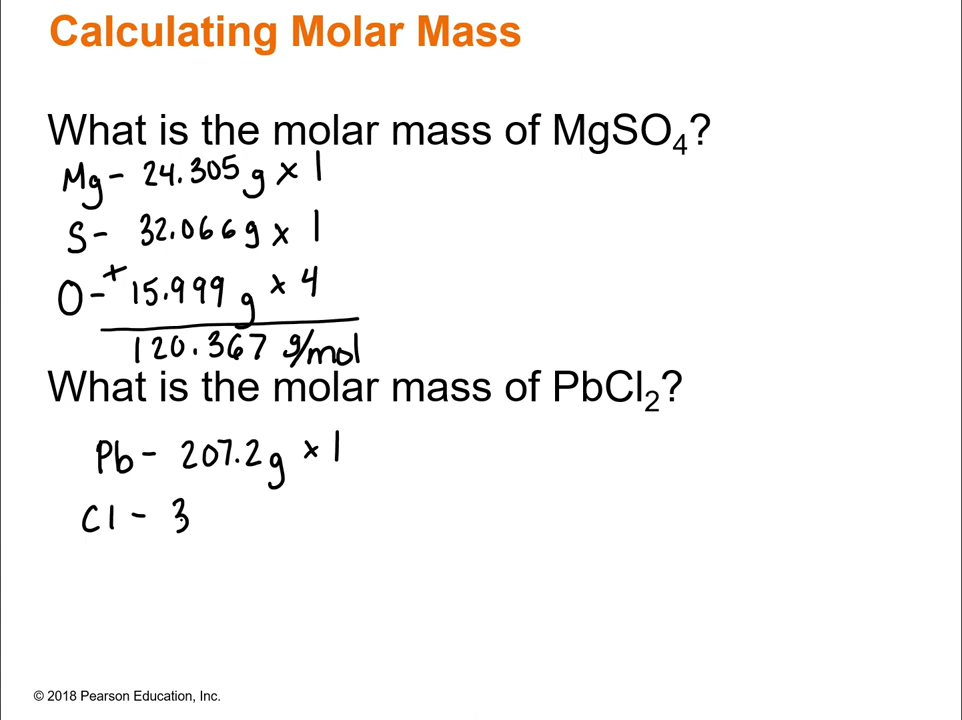 Calculating Molar Mass
What is the molar mass of MgSO₄?
Mg - 24.305 g x 1
S - 32.066 g x 1
O - + 15.999 g x 4
120.367 g/mol
What is the molar mass of PbCl₂?
Pb - 207.2 g x 1
Cl - 3
© 2018 Pearson Education, Inc.